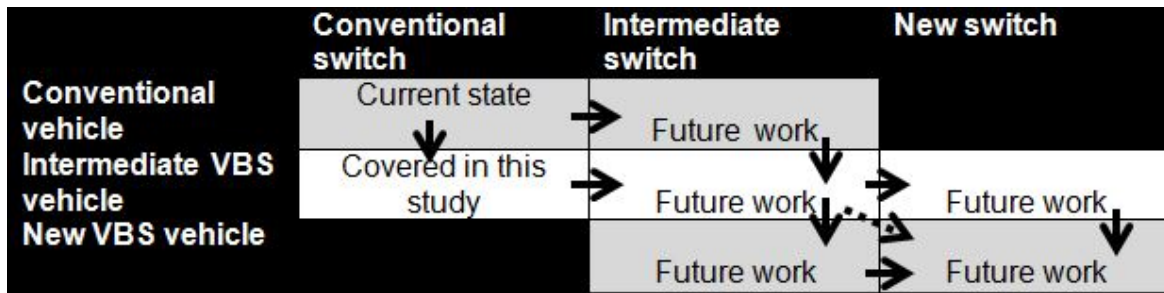 Conventional switch
Intermediate switch
New switch
Conventional vehicle
Current state
Future work
Intermediate VBS vehicle
Covered in this study
Future work
Future work
New VBS vehicle
Future work
Future work